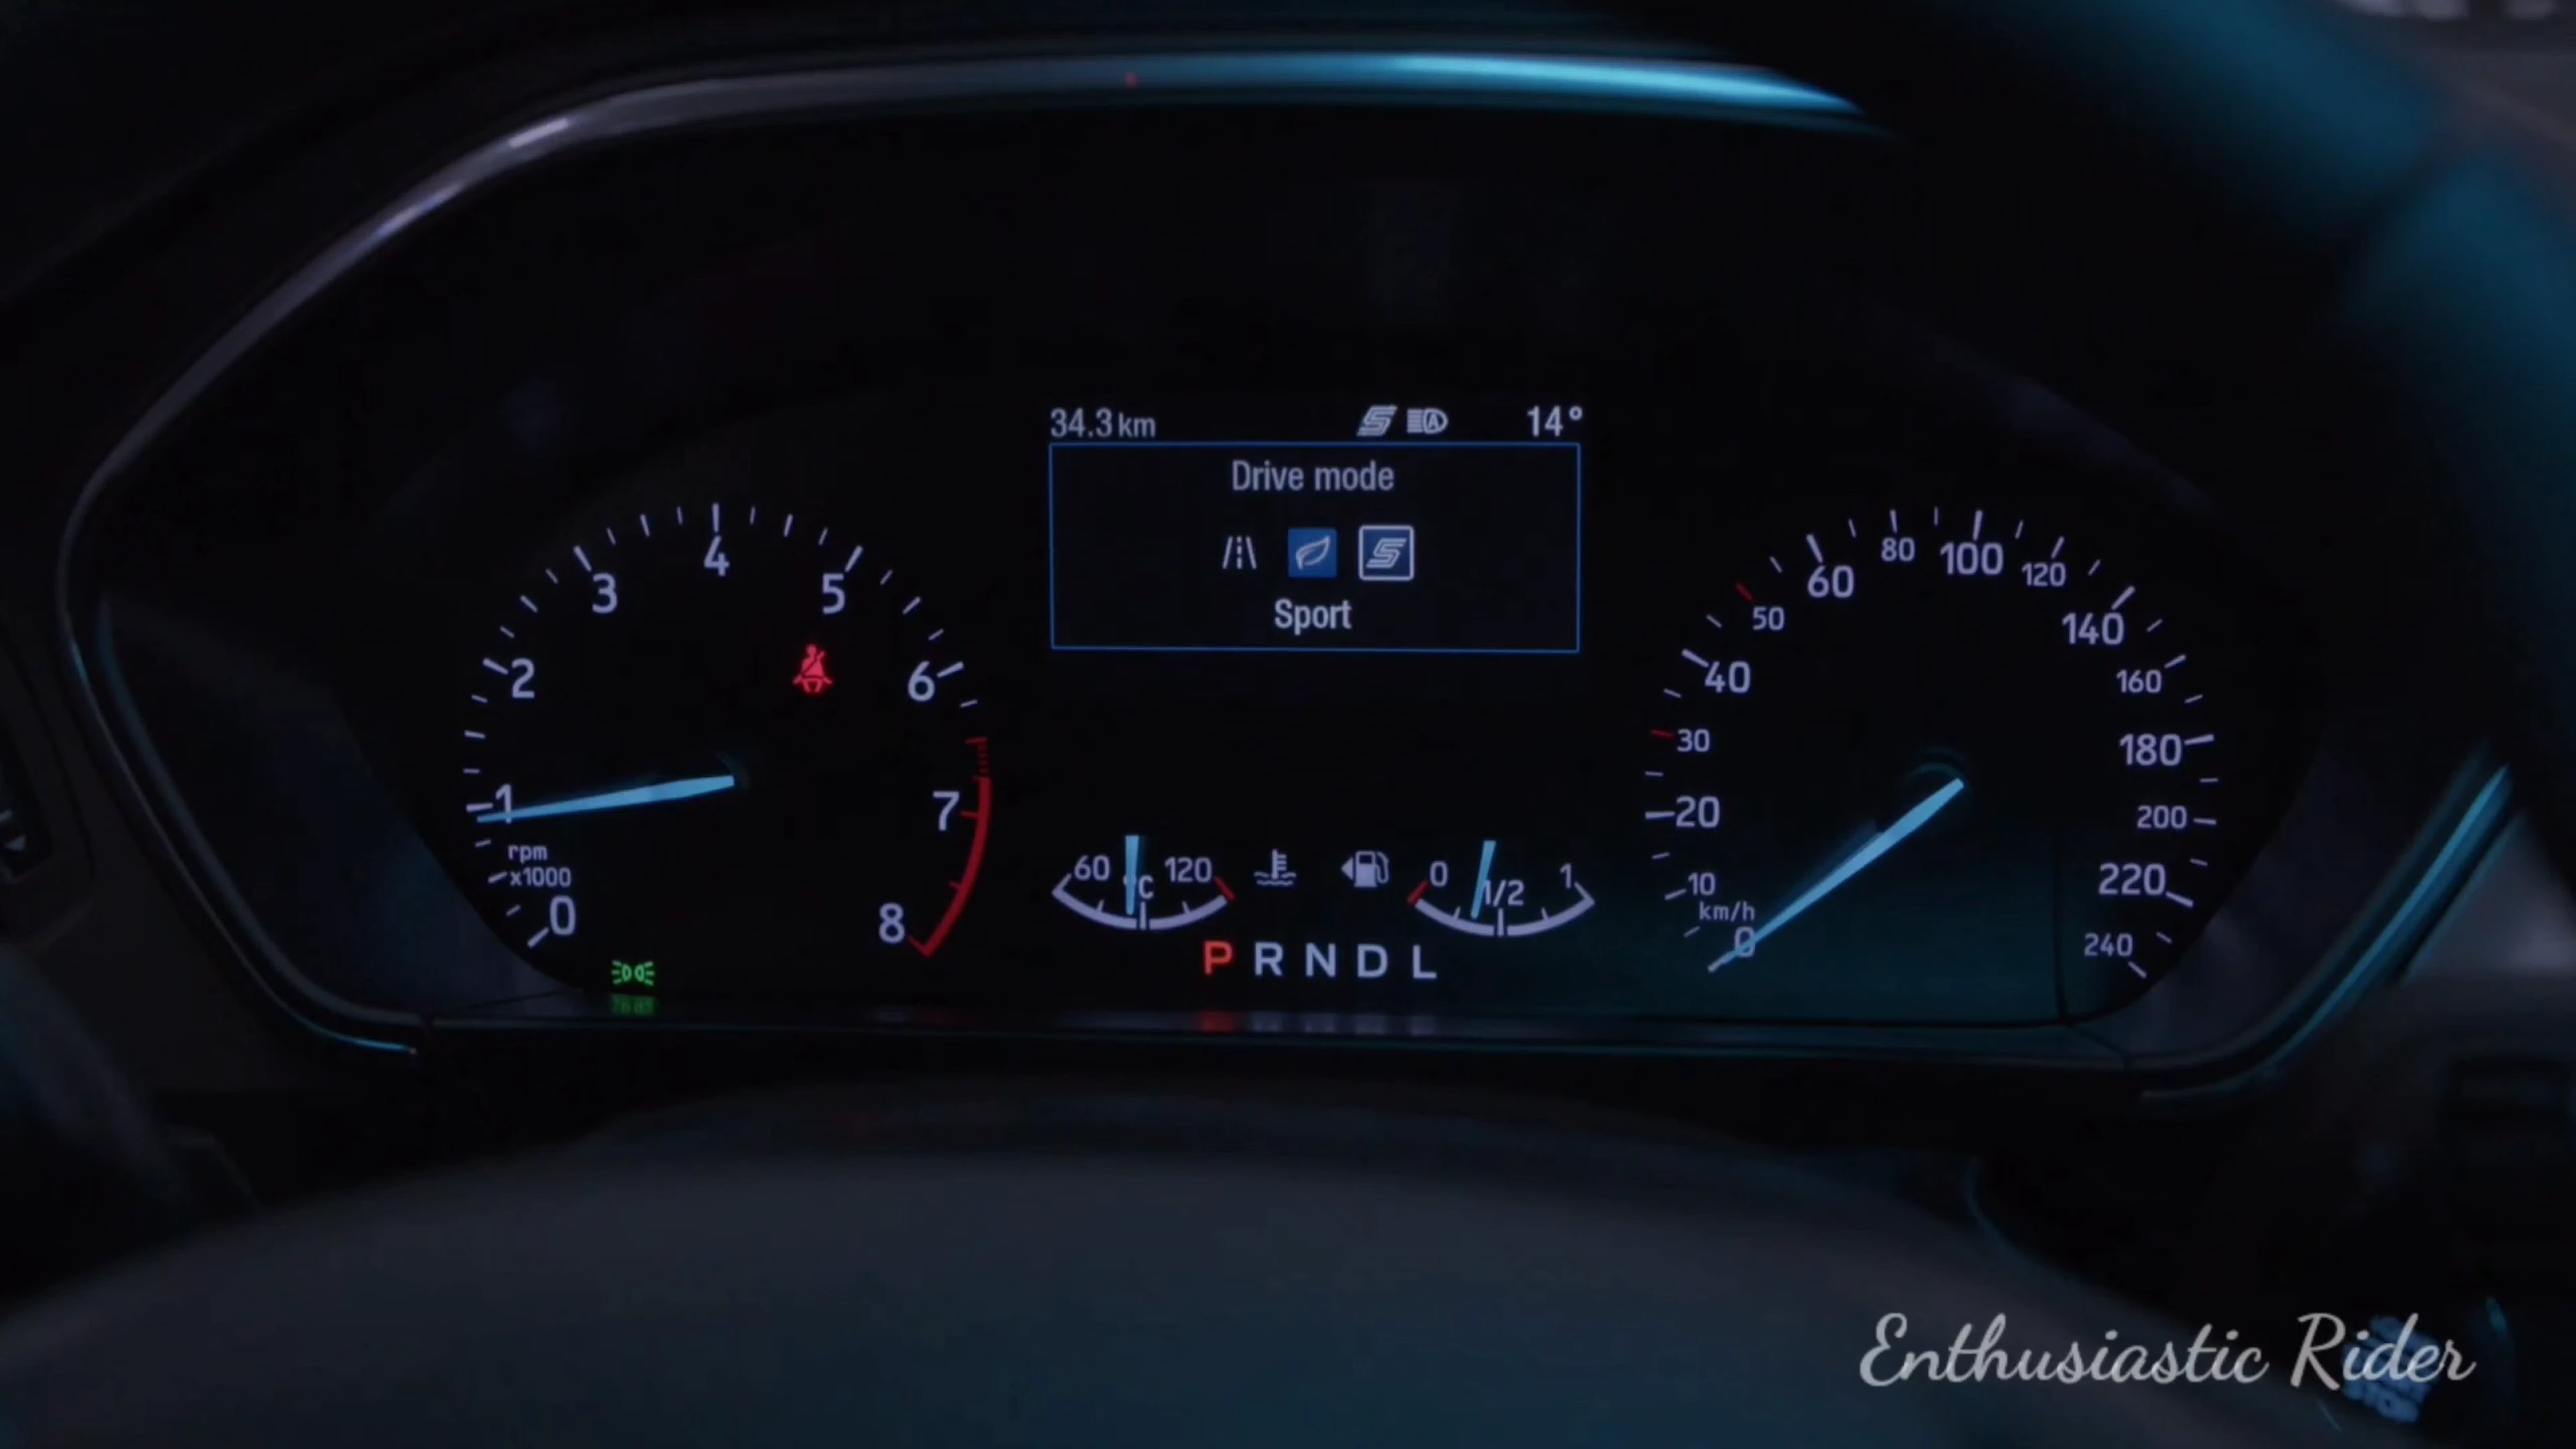 34.3 km 14°
Drive mode
Sport
0 1 2 3 4 5 6 7 8
rpm
x1000
60 °C 120
0 1/2 1
P R N D L
0 10 20 30 40 50 60 80 100 120 140 160 180 200 220 240
km/h
Enthusiastic Rider